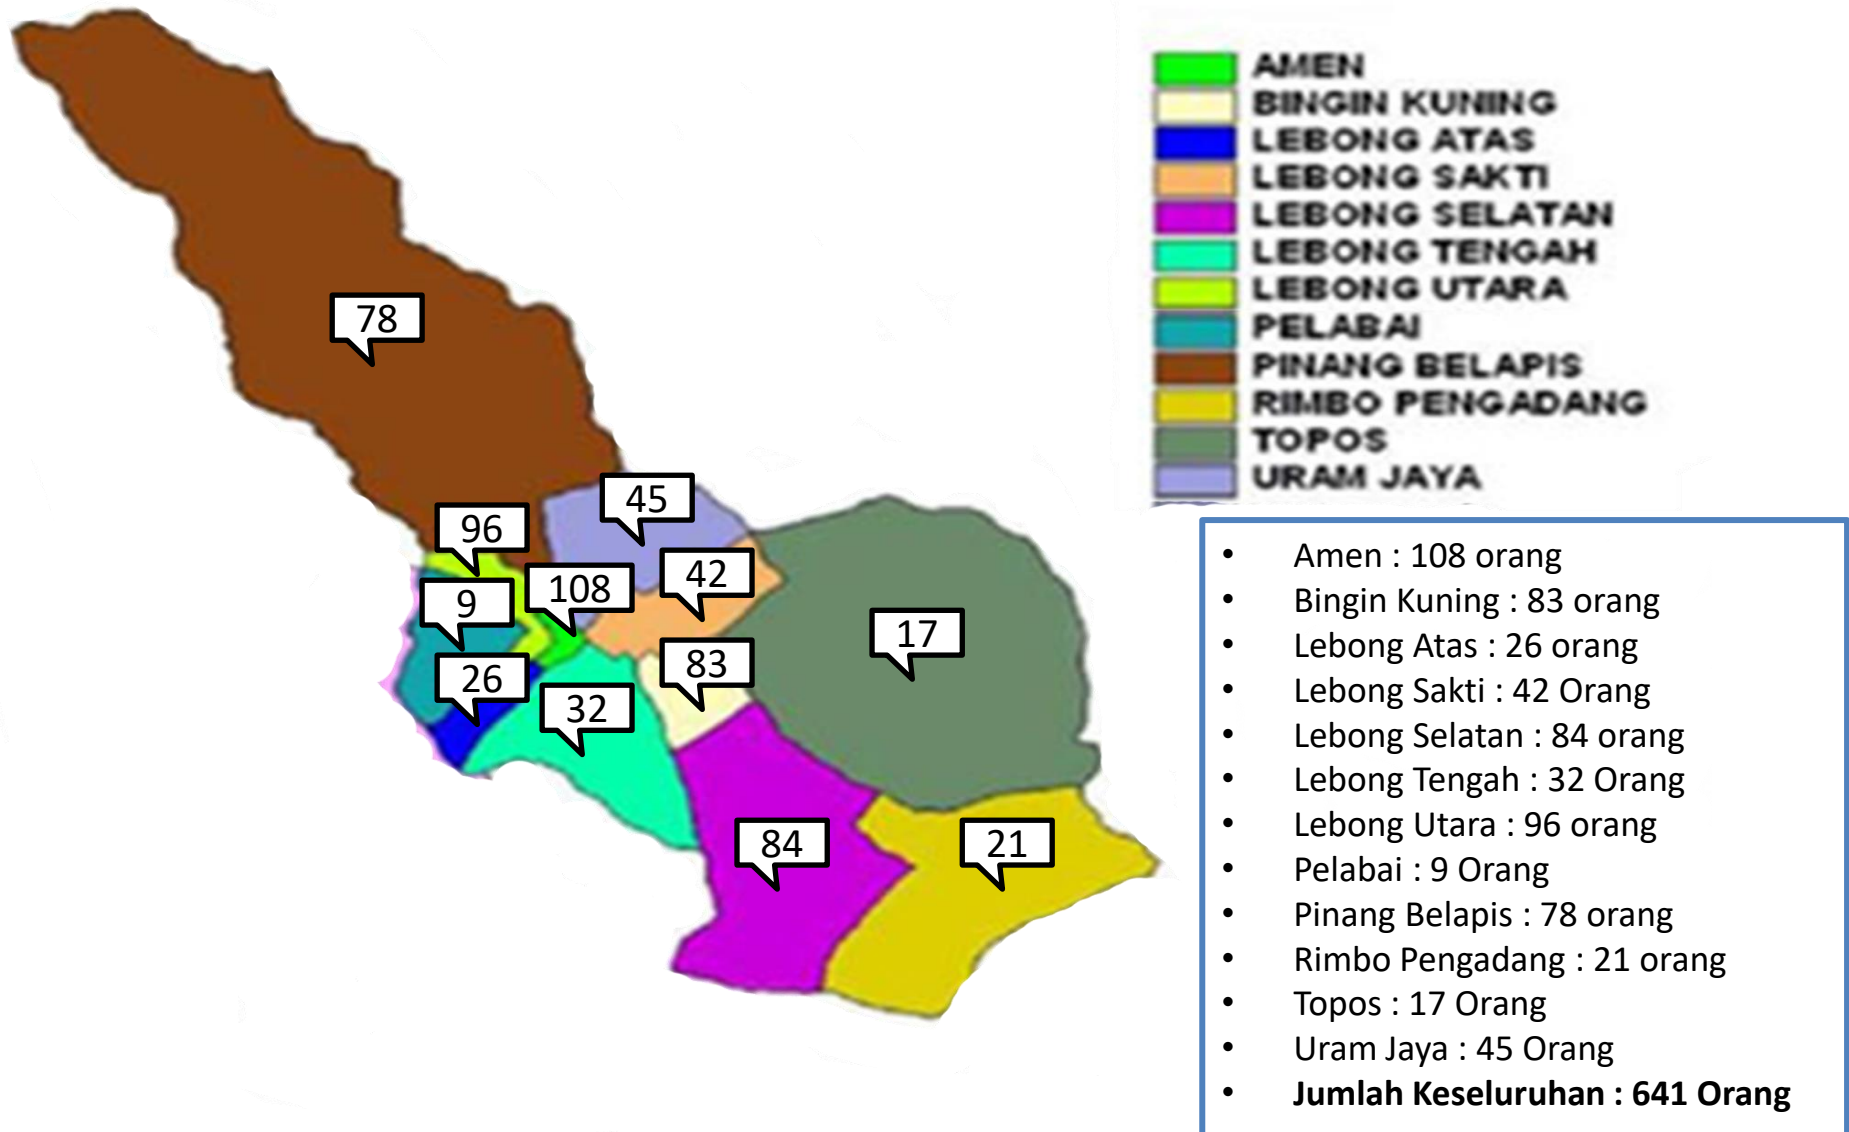 AMEN
BINGIN KUNING
LEBONG ATAS
LEBONG SAKTI
LEBONG SELATAN
LEBONG TENGAH
LEBONG UTARA
PELABAI
PINANG BELAPIS
RIMBO PENGADANG
TOPOS
URAM JAYA
78
45
96
42
108
9
17
83
26
32
84
21
• Amen : 108 orang
• Bingin Kuning : 83 orang
• Lebong Atas : 26 orang
• Lebong Sakti : 42 Orang
• Lebong Selatan : 84 orang
• Lebong Tengah : 32 Orang
• Lebong Utara : 96 orang
• Pelabai : 9 Orang
• Pinang Belapis : 78 orang
• Rimbo Pengadang : 21 orang
• Topos : 17 Orang
• Uram Jaya : 45 Orang
• Jumlah Keseluruhan : 641 Orang